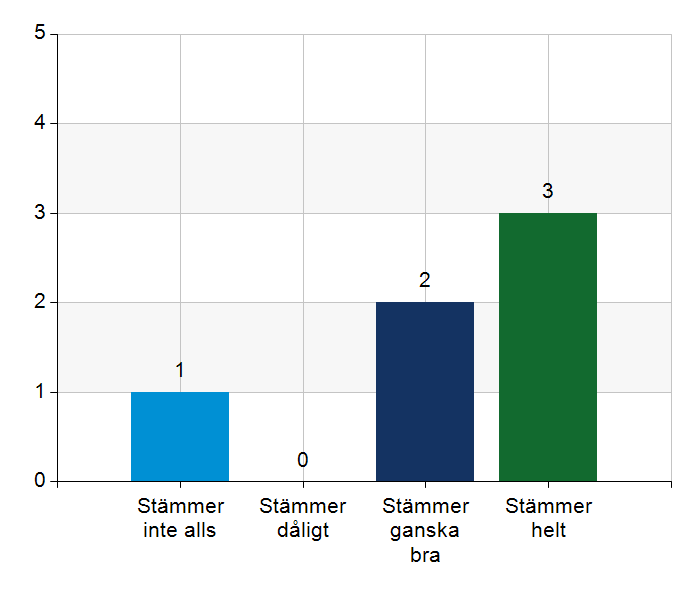 5
4
3
2
1
0
1
0
2
3
Stämmer
inte alls
Stämmer
dåligt
Stämmer
ganska
bra
Stämmer
helt